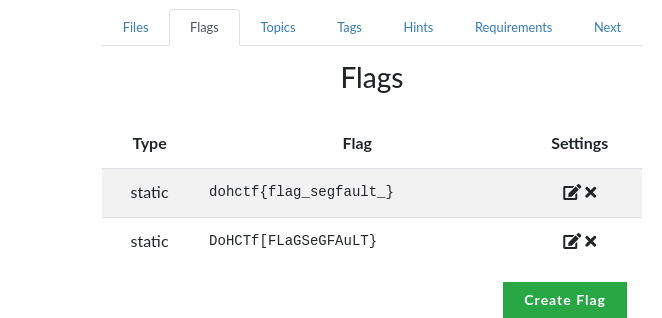 Files Flags Topics Tags Hints Requirements Next
Flags
Type Flag Settings
static dohctf{flag_segfault_}
static DoHCTf[FLaGSeGFAuLT}
Create Flag